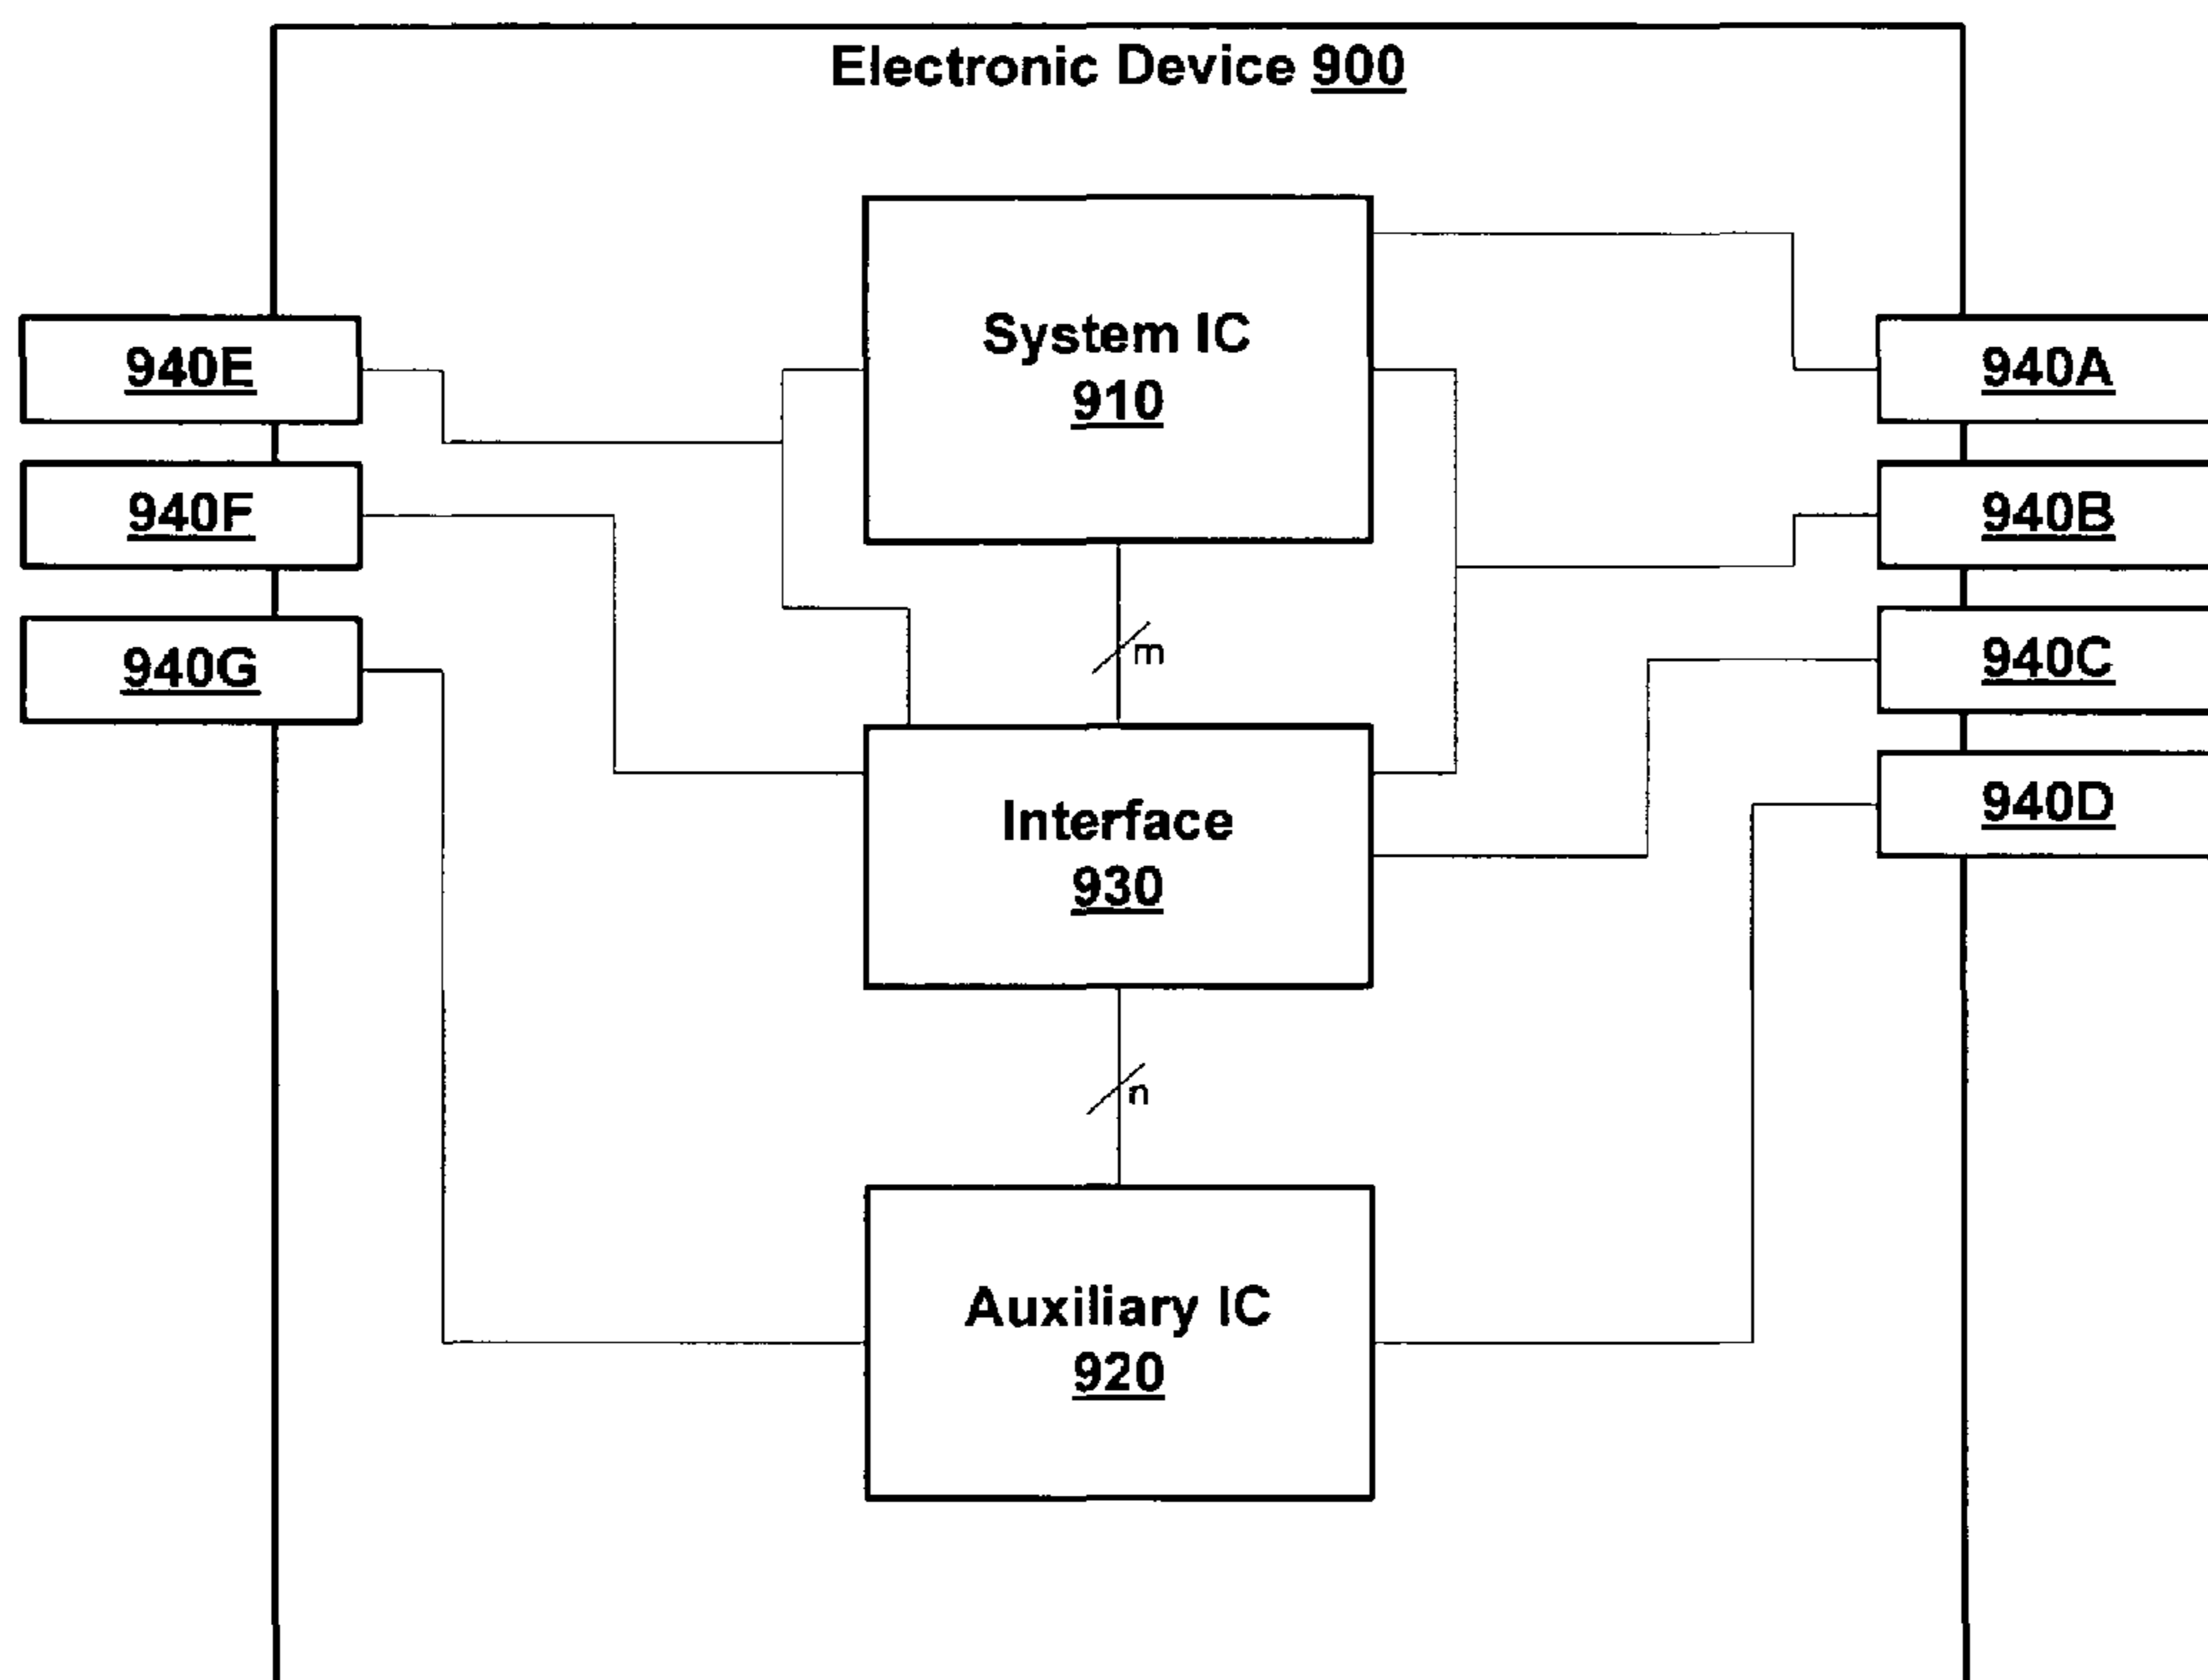 Electronic Device 900
System IC
910
940E
940A
940F
940B
940G
m
940C
Interface
930
940D
n
Auxiliary IC
920